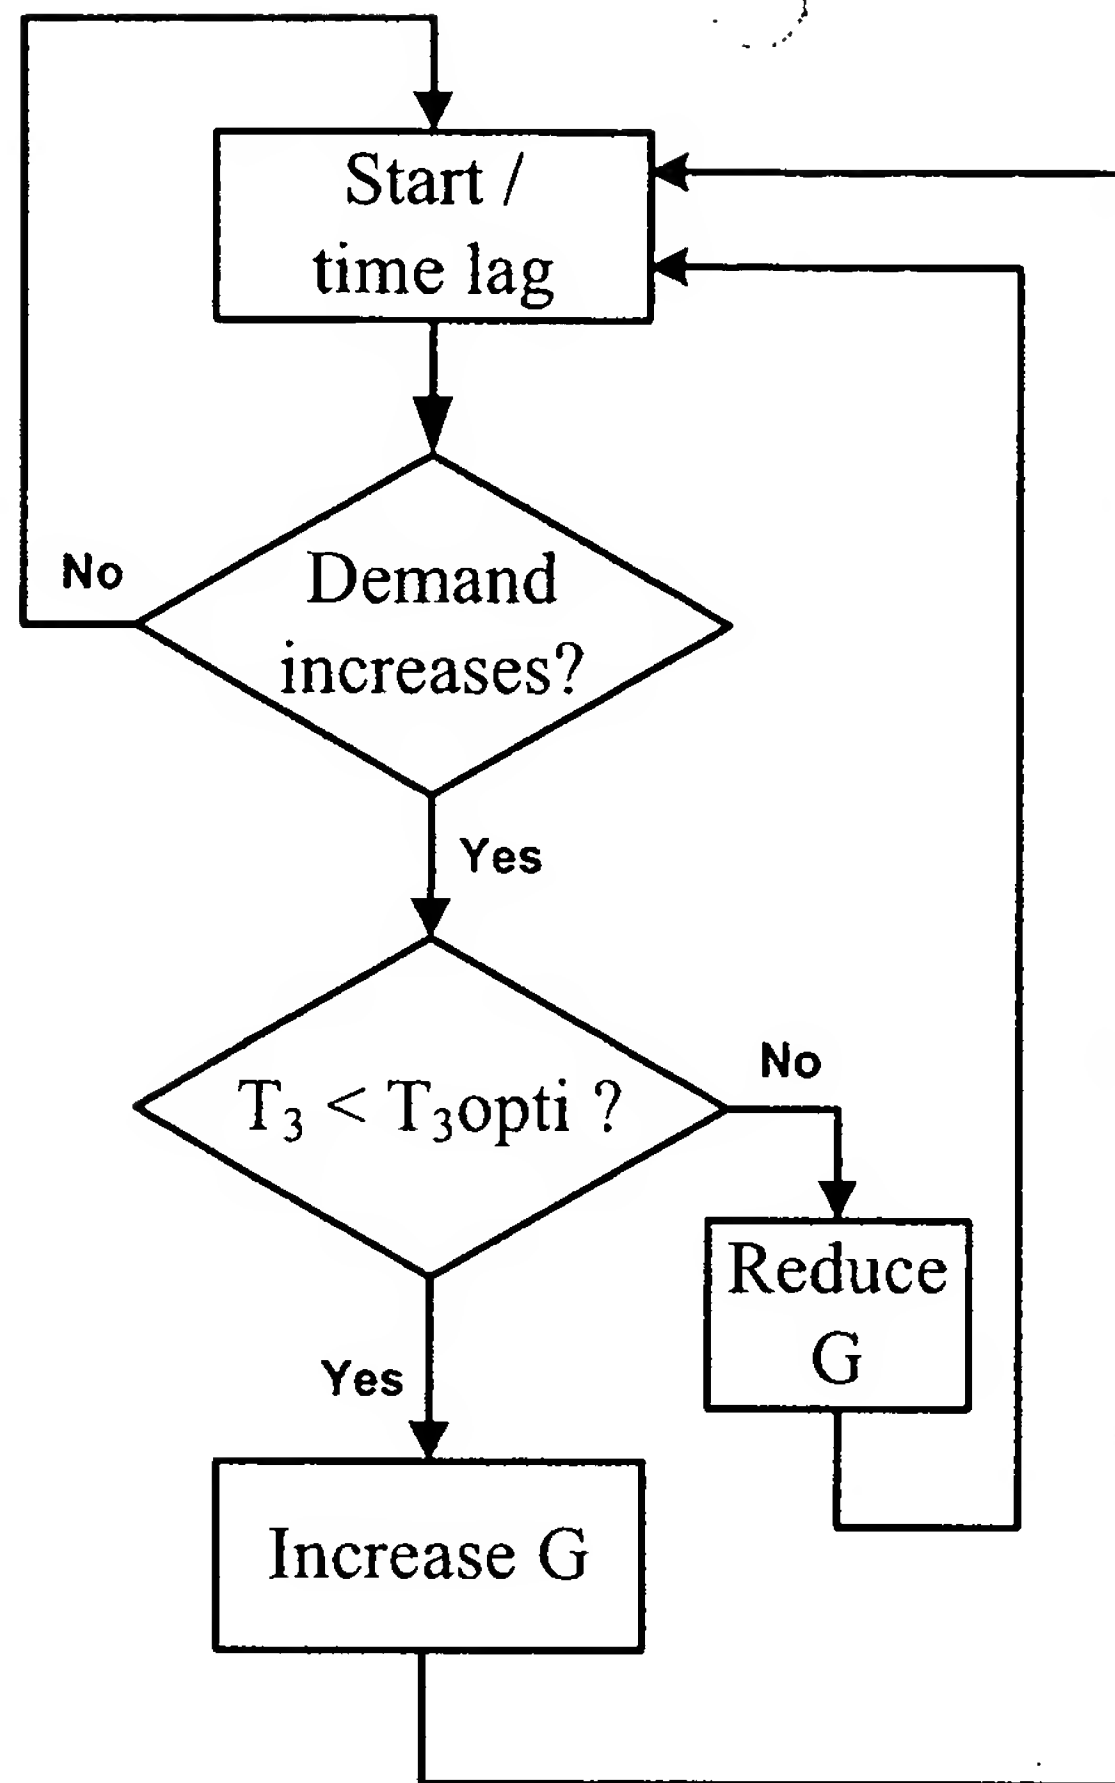 Start /
time lag
No
Demand
increases?
Yes
T₃ < T₃opti ?
No
Reduce
G
Yes
Increase G